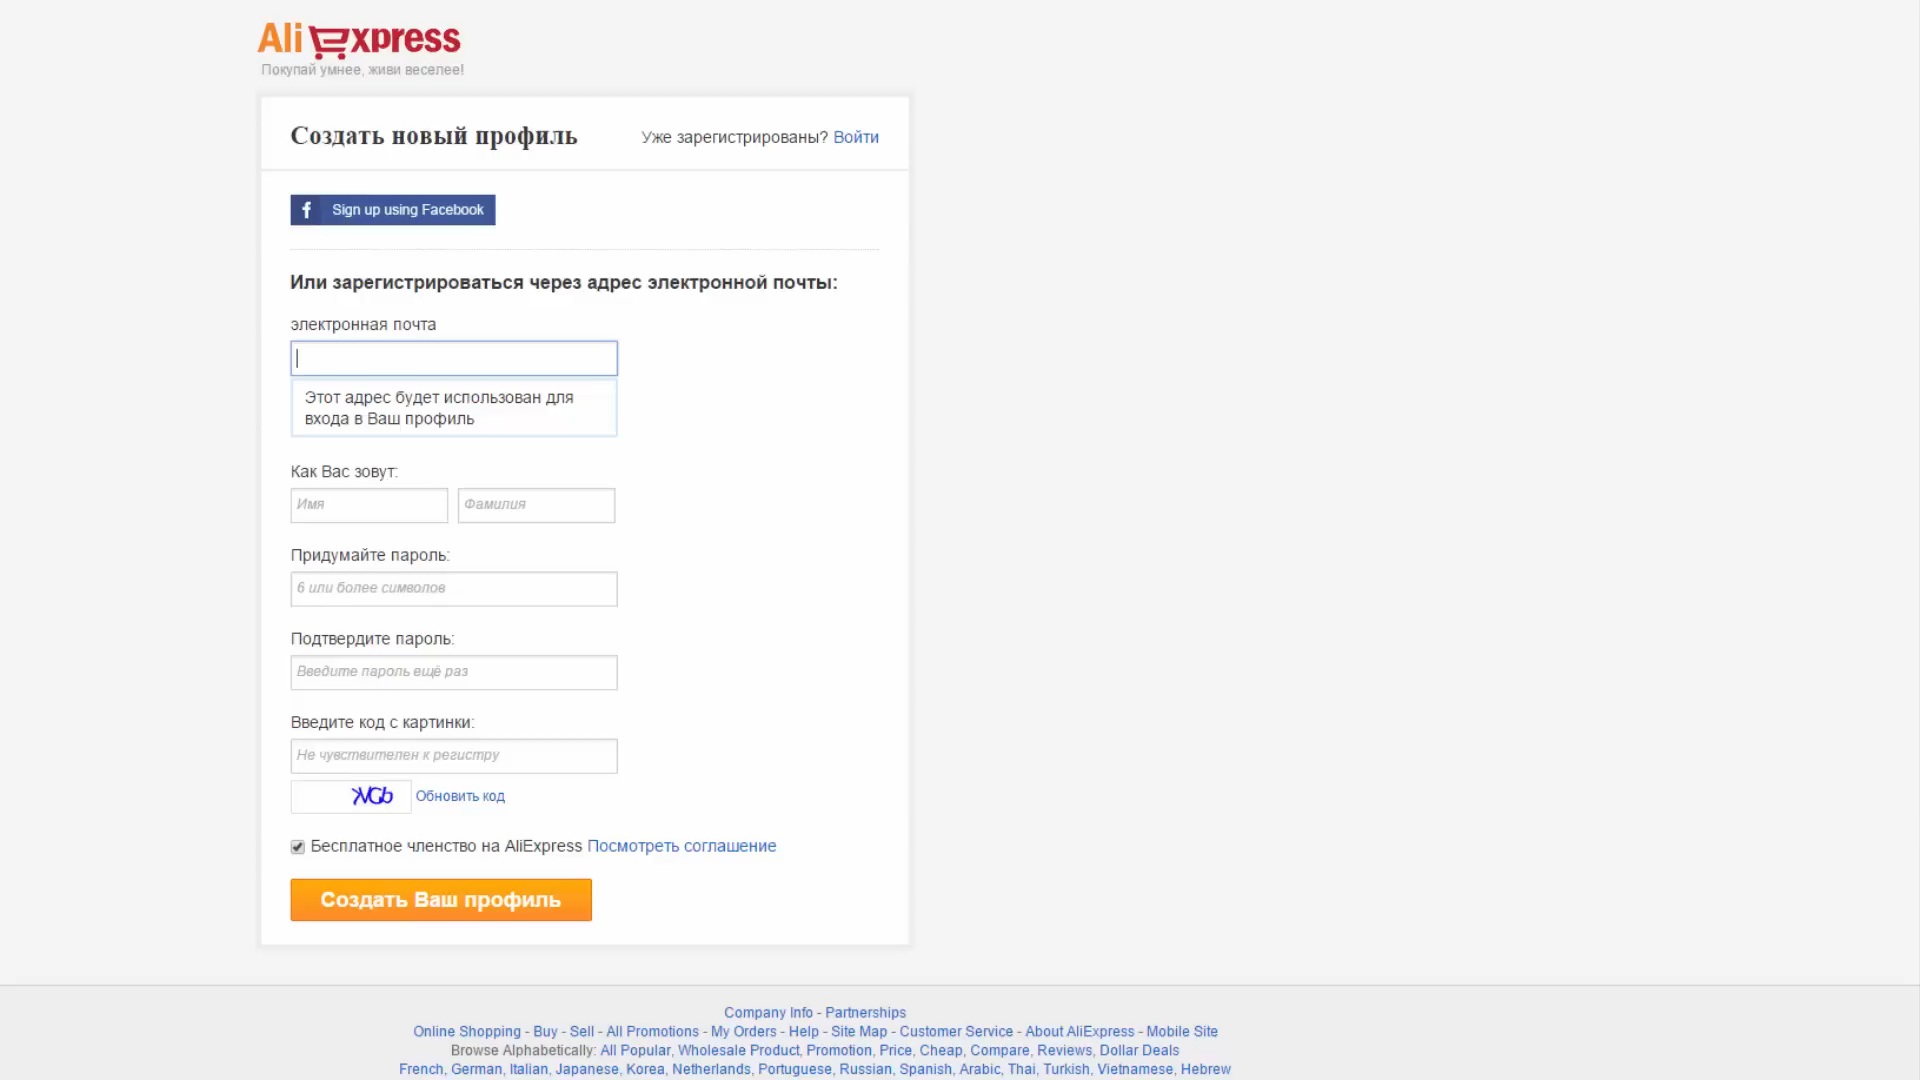 AliExpress
Покупай умнее, живи веселее!
Создать новый профиль
Уже зарегистрированы? Войти
f Sign up using Facebook
Или зарегистрироваться через адрес электронной почты:
электронная почта
Этот адрес будет использован для
входа в Ваш профиль
Как Вас зовут:
Имя Фамилия
Придумайте пароль:
6 или более символов
Подтвердите пароль:
Введите пароль ещё раз
Введите код с картинки:
Не чувствителен к регистру
Обновить код
Бесплатное членство на AliExpress Посмотреть соглашение
Создать Ваш профиль
Company Info - Partnerships
Online Shopping - Buy - Sell - All Promotions - My Orders - Help - Site Map - Customer Service - About AliExpress - Mobile Site
Browse Alphabetically: All Popular, Wholesale Product, Promotion, Price, Cheap, Compare, Reviews, Dollar Deals
French, German, Italian, Japanese, Korea, Netherlands, Portuguese, Russian, Spanish, Arabic, Thai, Turkish, Vietnamese, Hebrew